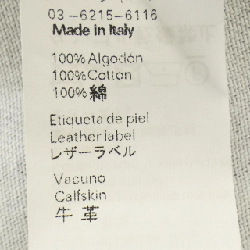 03-6215-6116
Made in Italy
100% Algodón
100% Cotton
100% 綿
Etiqueta de piel
Leather label
レザーラベル
Vacuno
Calfskin
牛革